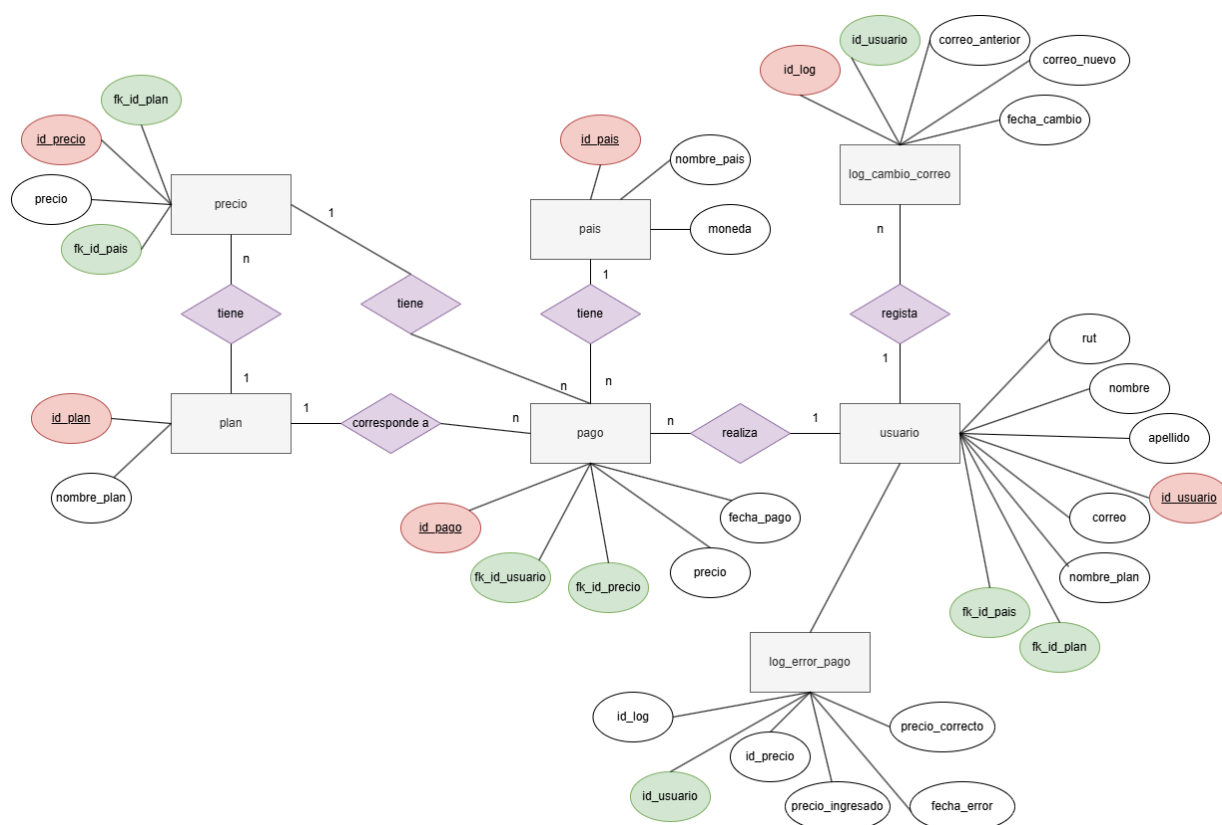 id_usuario
correo_anterior
correo_nuevo
id_log
fecha_cambio
fk_id_plan
id_precio
precio
fk_id_pais
precio
id_pais
nombre_pais
pais
moneda
log_cambio_correo
1
n
1
n
tiene
tiene
tiene
regista
1
n
n
1
rut
nombre
apellido
id_usuario
correo
nombre_plan
fk_id_pais
fk_id_plan
id_plan
nombre_plan
plan
1
corresponde a
n
pago
n
realiza
1
usuario
id_pago
fk_id_usuario
fk_id_precio
precio
fecha_pago
log_error_pago
id_log
id_usuario
id_precio
precio_ingresado
fecha_error
precio_correcto